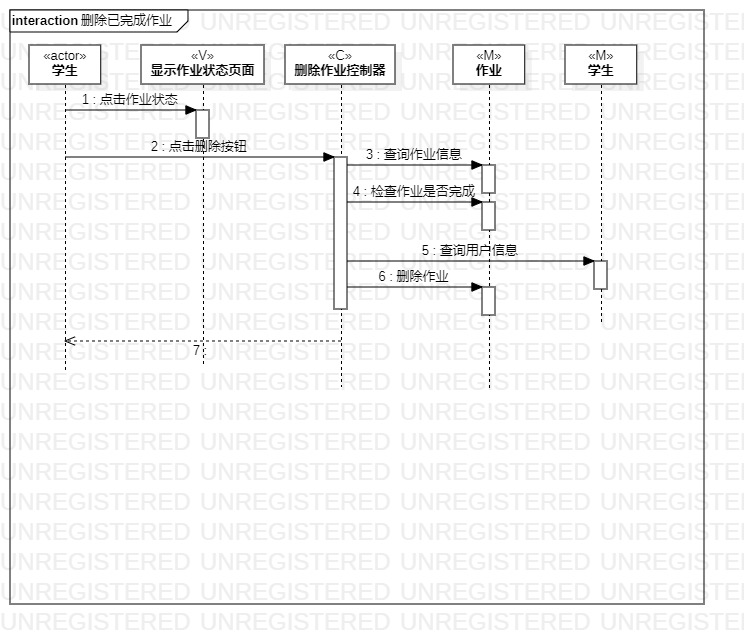 interaction 删除已完成作业
«actor»
学生
«V»
显示作业状态页面
«C»
删除作业控制器
«M»
作业
«M»
学生
1 : 点击作业状态
2 : 点击删除按钮
3 : 查询作业信息
4 : 检查作业是否完成
5 : 查询用户信息
6 : 删除作业
7
UNREGISTERED UNREGISTERED UNREGISTERED UNREGISTERED